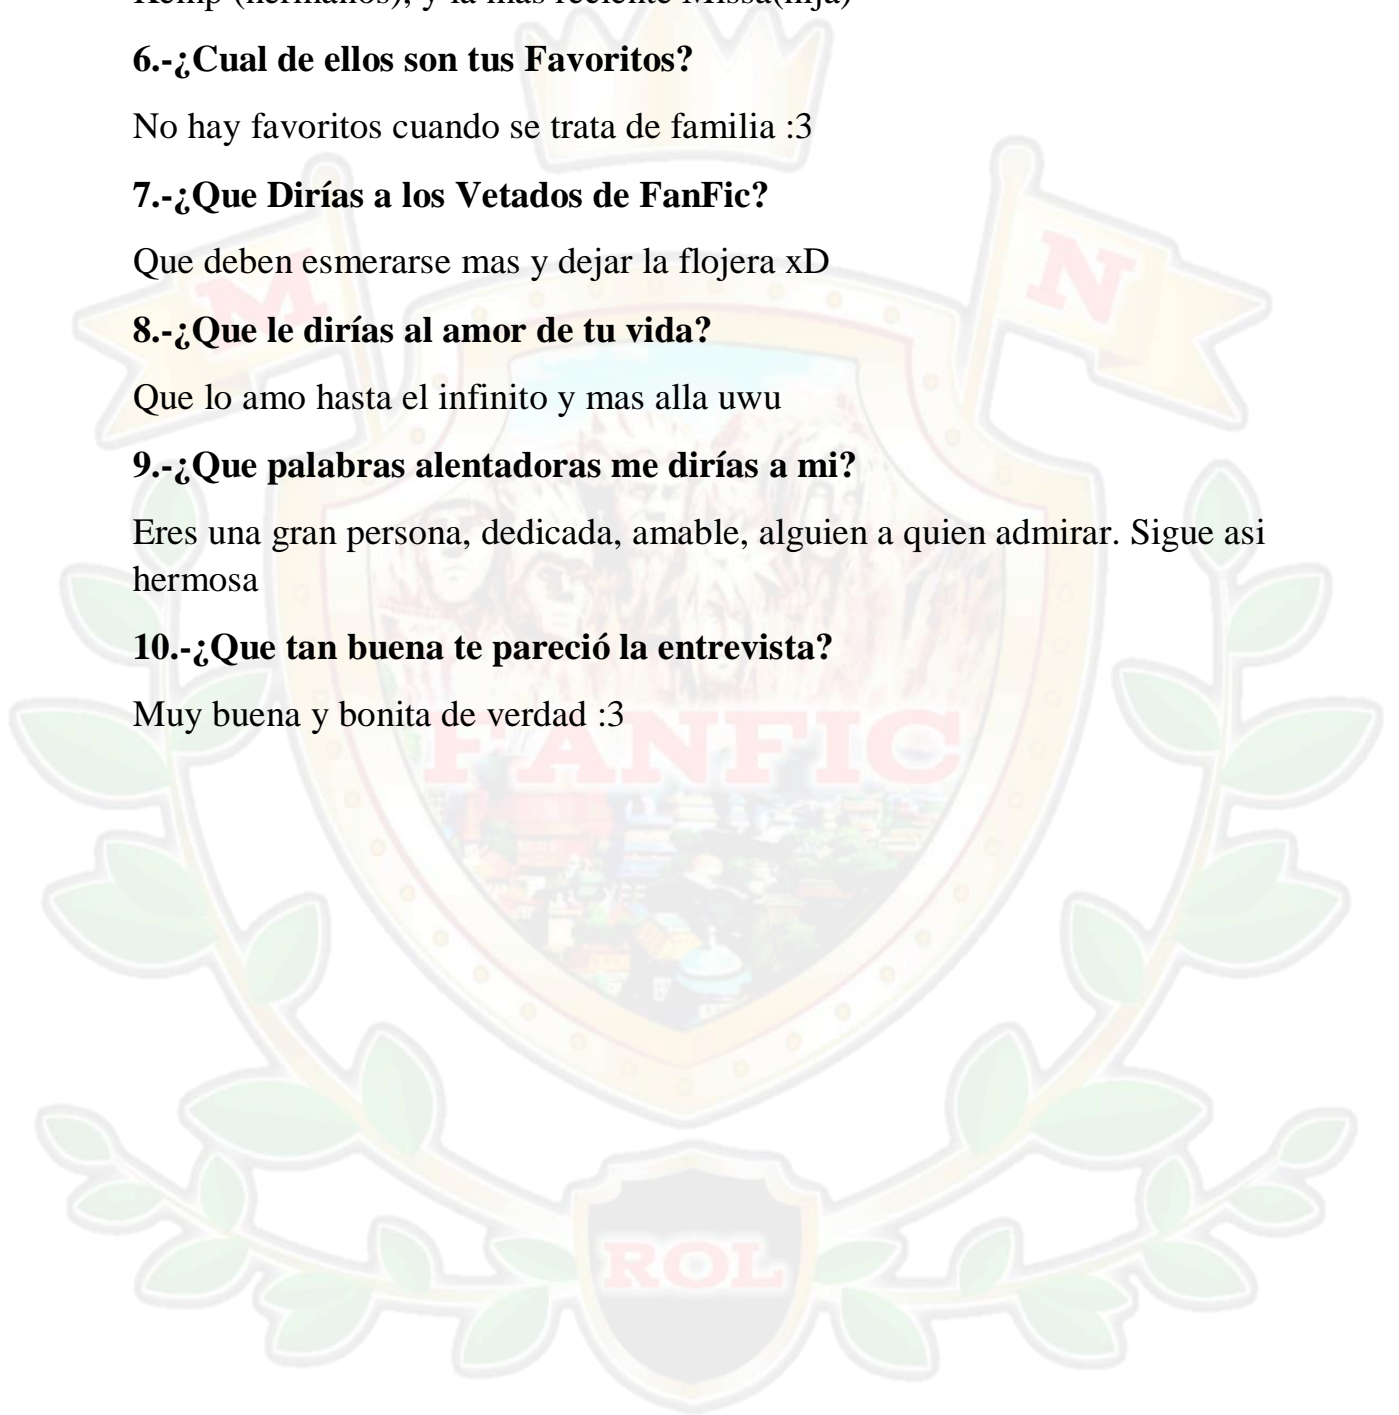 6.-¿Cual de ellos son tus Favoritos?
No hay favoritos cuando se trata de familia :3
7.-¿Que Dirías a los Vetados de FanFic?
Que deben esmerarse mas y dejar la flojera xD
8.-¿Que le dirías al amor de tu vida?
Que lo amo hasta el infinito y mas alla uwu
9.-¿Que palabras alentadoras me dirías a mi?
Eres una gran persona, dedicada, amable, alguien a quien admirar. Sigue asi
hermosa
10.-¿Que tan buena te pareció la entrevista?
Muy buena y bonita de verdad :3
M
N
FANFIC
ROL